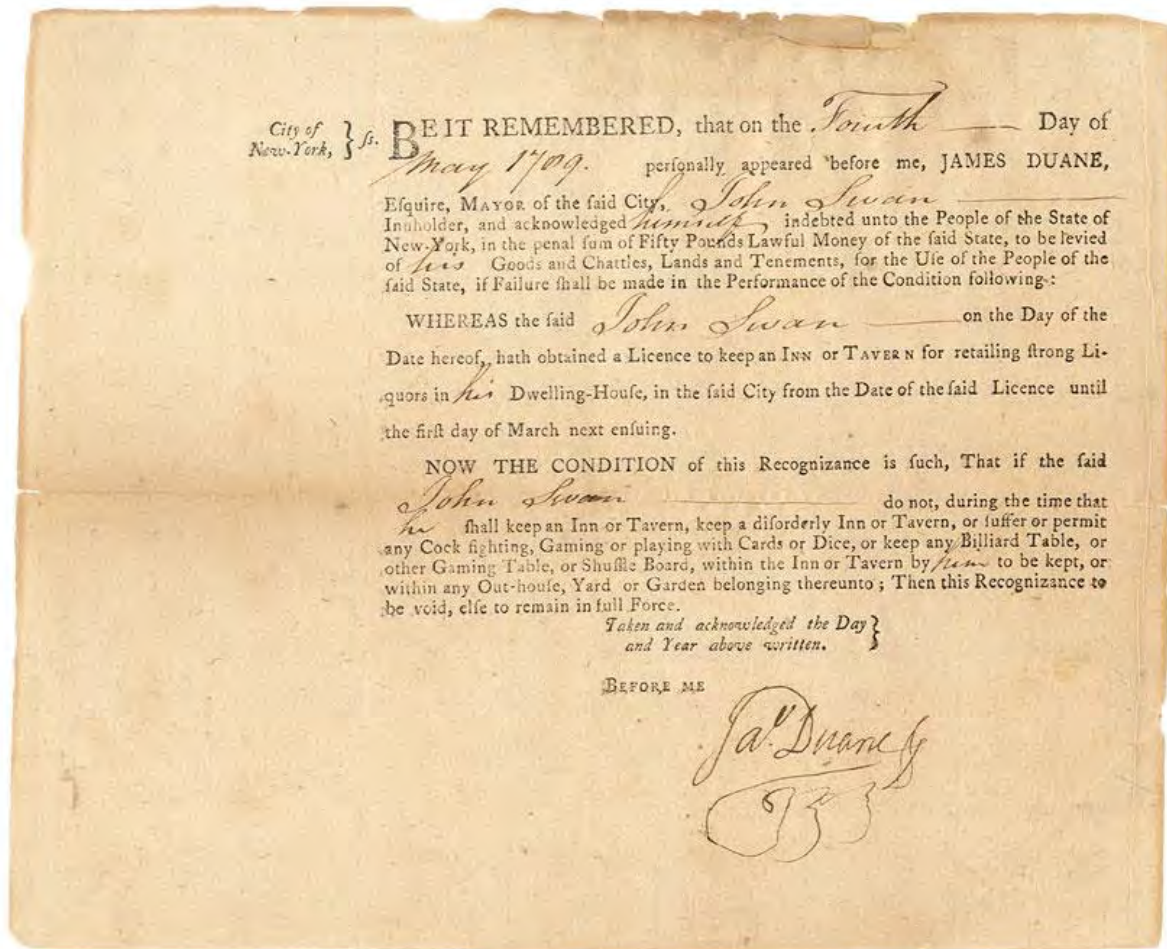 City of
New-York, } ſs. BE IT REMEMBERED, that on the Fourth Day of
May 1789. perſonally appeared before me, JAMES DUANE,
Eſquire, MAYOR of the ſaid City, John Swan
Innholder, and acknowledged himself indebted unto the People of the State of
New-York, in the penal ſum of Fifty Pounds Lawful Money of the ſaid State, to be levied
of his Goods and Chattles, Lands and Tenements, for the Uſe of the People of the
ſaid State, if Failure ſhall be made in the Performance of the Condition following:
WHEREAS the ſaid John Swan on the Day of the
Date hereof, hath obtained a Licence to keep an INN or TAVERN for retailing ſtrong Li-
quors in his Dwelling-Houſe, in the ſaid City from the Date of the ſaid Licence until
the firſt day of March next enſuing.
NOW THE CONDITION of this Recognizance is ſuch, That if the ſaid
John Swan do not, during the time that
he ſhall keep an Inn or Tavern, keep a diſorderly Inn or Tavern, or ſuffer or permit
any Cock fighting, Gaming or playing with Cards or Dice, or keep any Billiard Table, or
other Gaming Table, or Shuffle Board, within the Inn or Tavern by him to be kept, or
within any Out-houſe, Yard or Garden belonging thereunto; Then this Recognizance to
be void, elſe to remain in full Force.
Taken and acknowledged the Day }
and Year above written.
BEFORE ME
Jaˢ. Duane